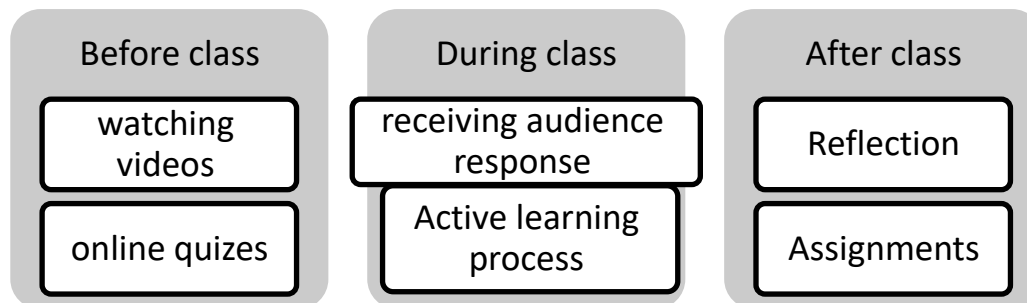 Before class
watching
videos
online quizes
During class
receiving audience
response
Active learning
process
After class
Reflection
Assignments